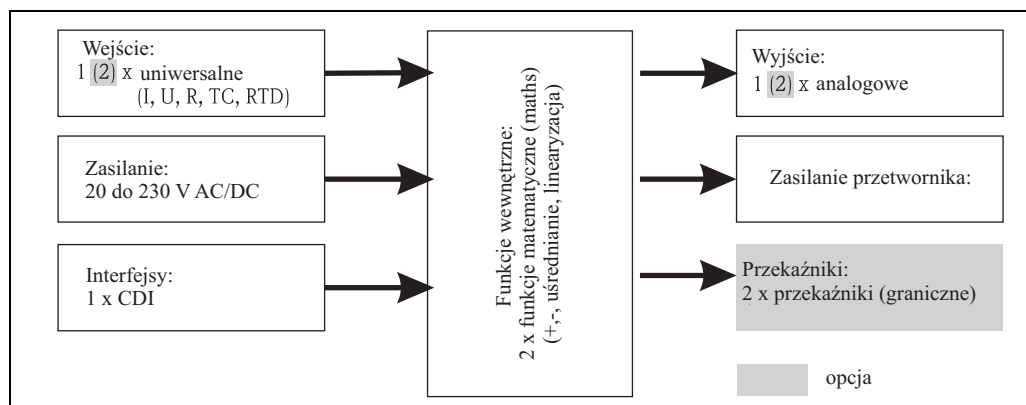 Wejście:
1 (2) x uniwersalne
(I, U, R, TC, RTD)
Zasilanie:
20 do 230 V AC/DC
Interfejsy:
1 x CDI
Funkcje wewnętrzne:
2 x funkcje matematyczne (maths)
(+,-, uśrednianie, linearyzacja)
Wyjście:
1 (2) x analogowe
Zasilanie przetwornika:
Przekaźniki:
2 x przekaźniki (graniczne)
opcja